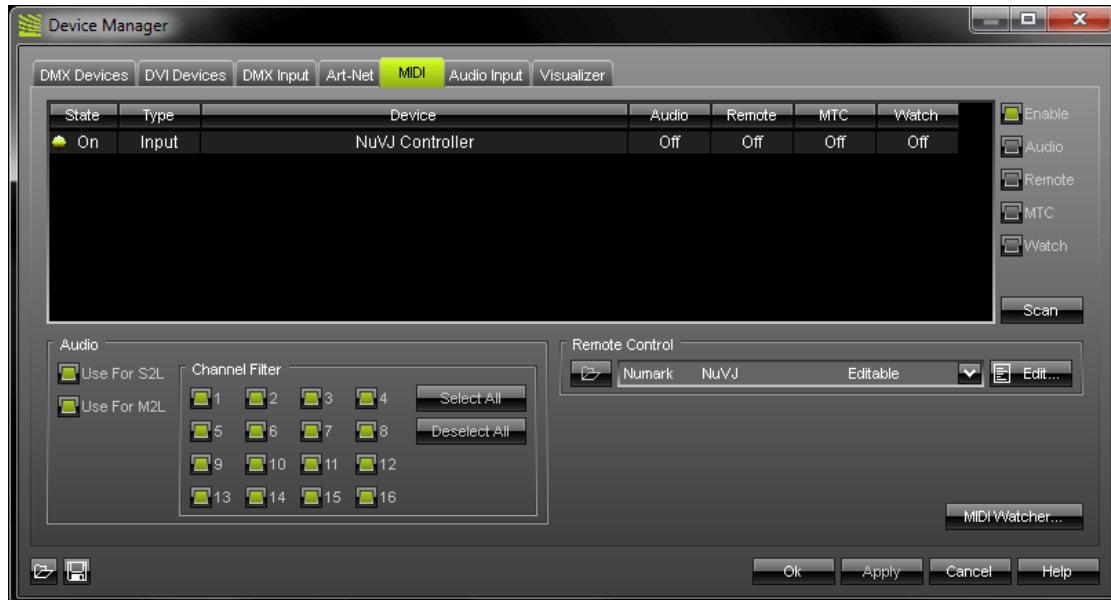 Device Manager
DMX Devices DVI Devices DMX Input Art-Net MIDI Audio Input Visualizer
State Type Device Audio Remote MTC Watch
On Input NuVJ Controller Off Off Off Off
Enable
Audio
Remote
MTC
Watch
Scan
Audio
Use For S2L
Use For M2L
Channel Filter
1 2 3 4 Select All
5 6 7 8 Deselect All
9 10 11 12
13 14 15 16
Remote Control
Numark NuVJ Editable Edit...
MIDI Watcher...
Ok Apply Cancel Help